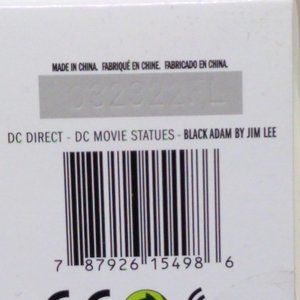 MADE IN CHINA. FABRIQUÉ EN CHINE. FABRICADO EN CHINA.
DC DIRECT - DC MOVIE STATUES - BLACK ADAM BY JIM LEE
7 87926 15498 6